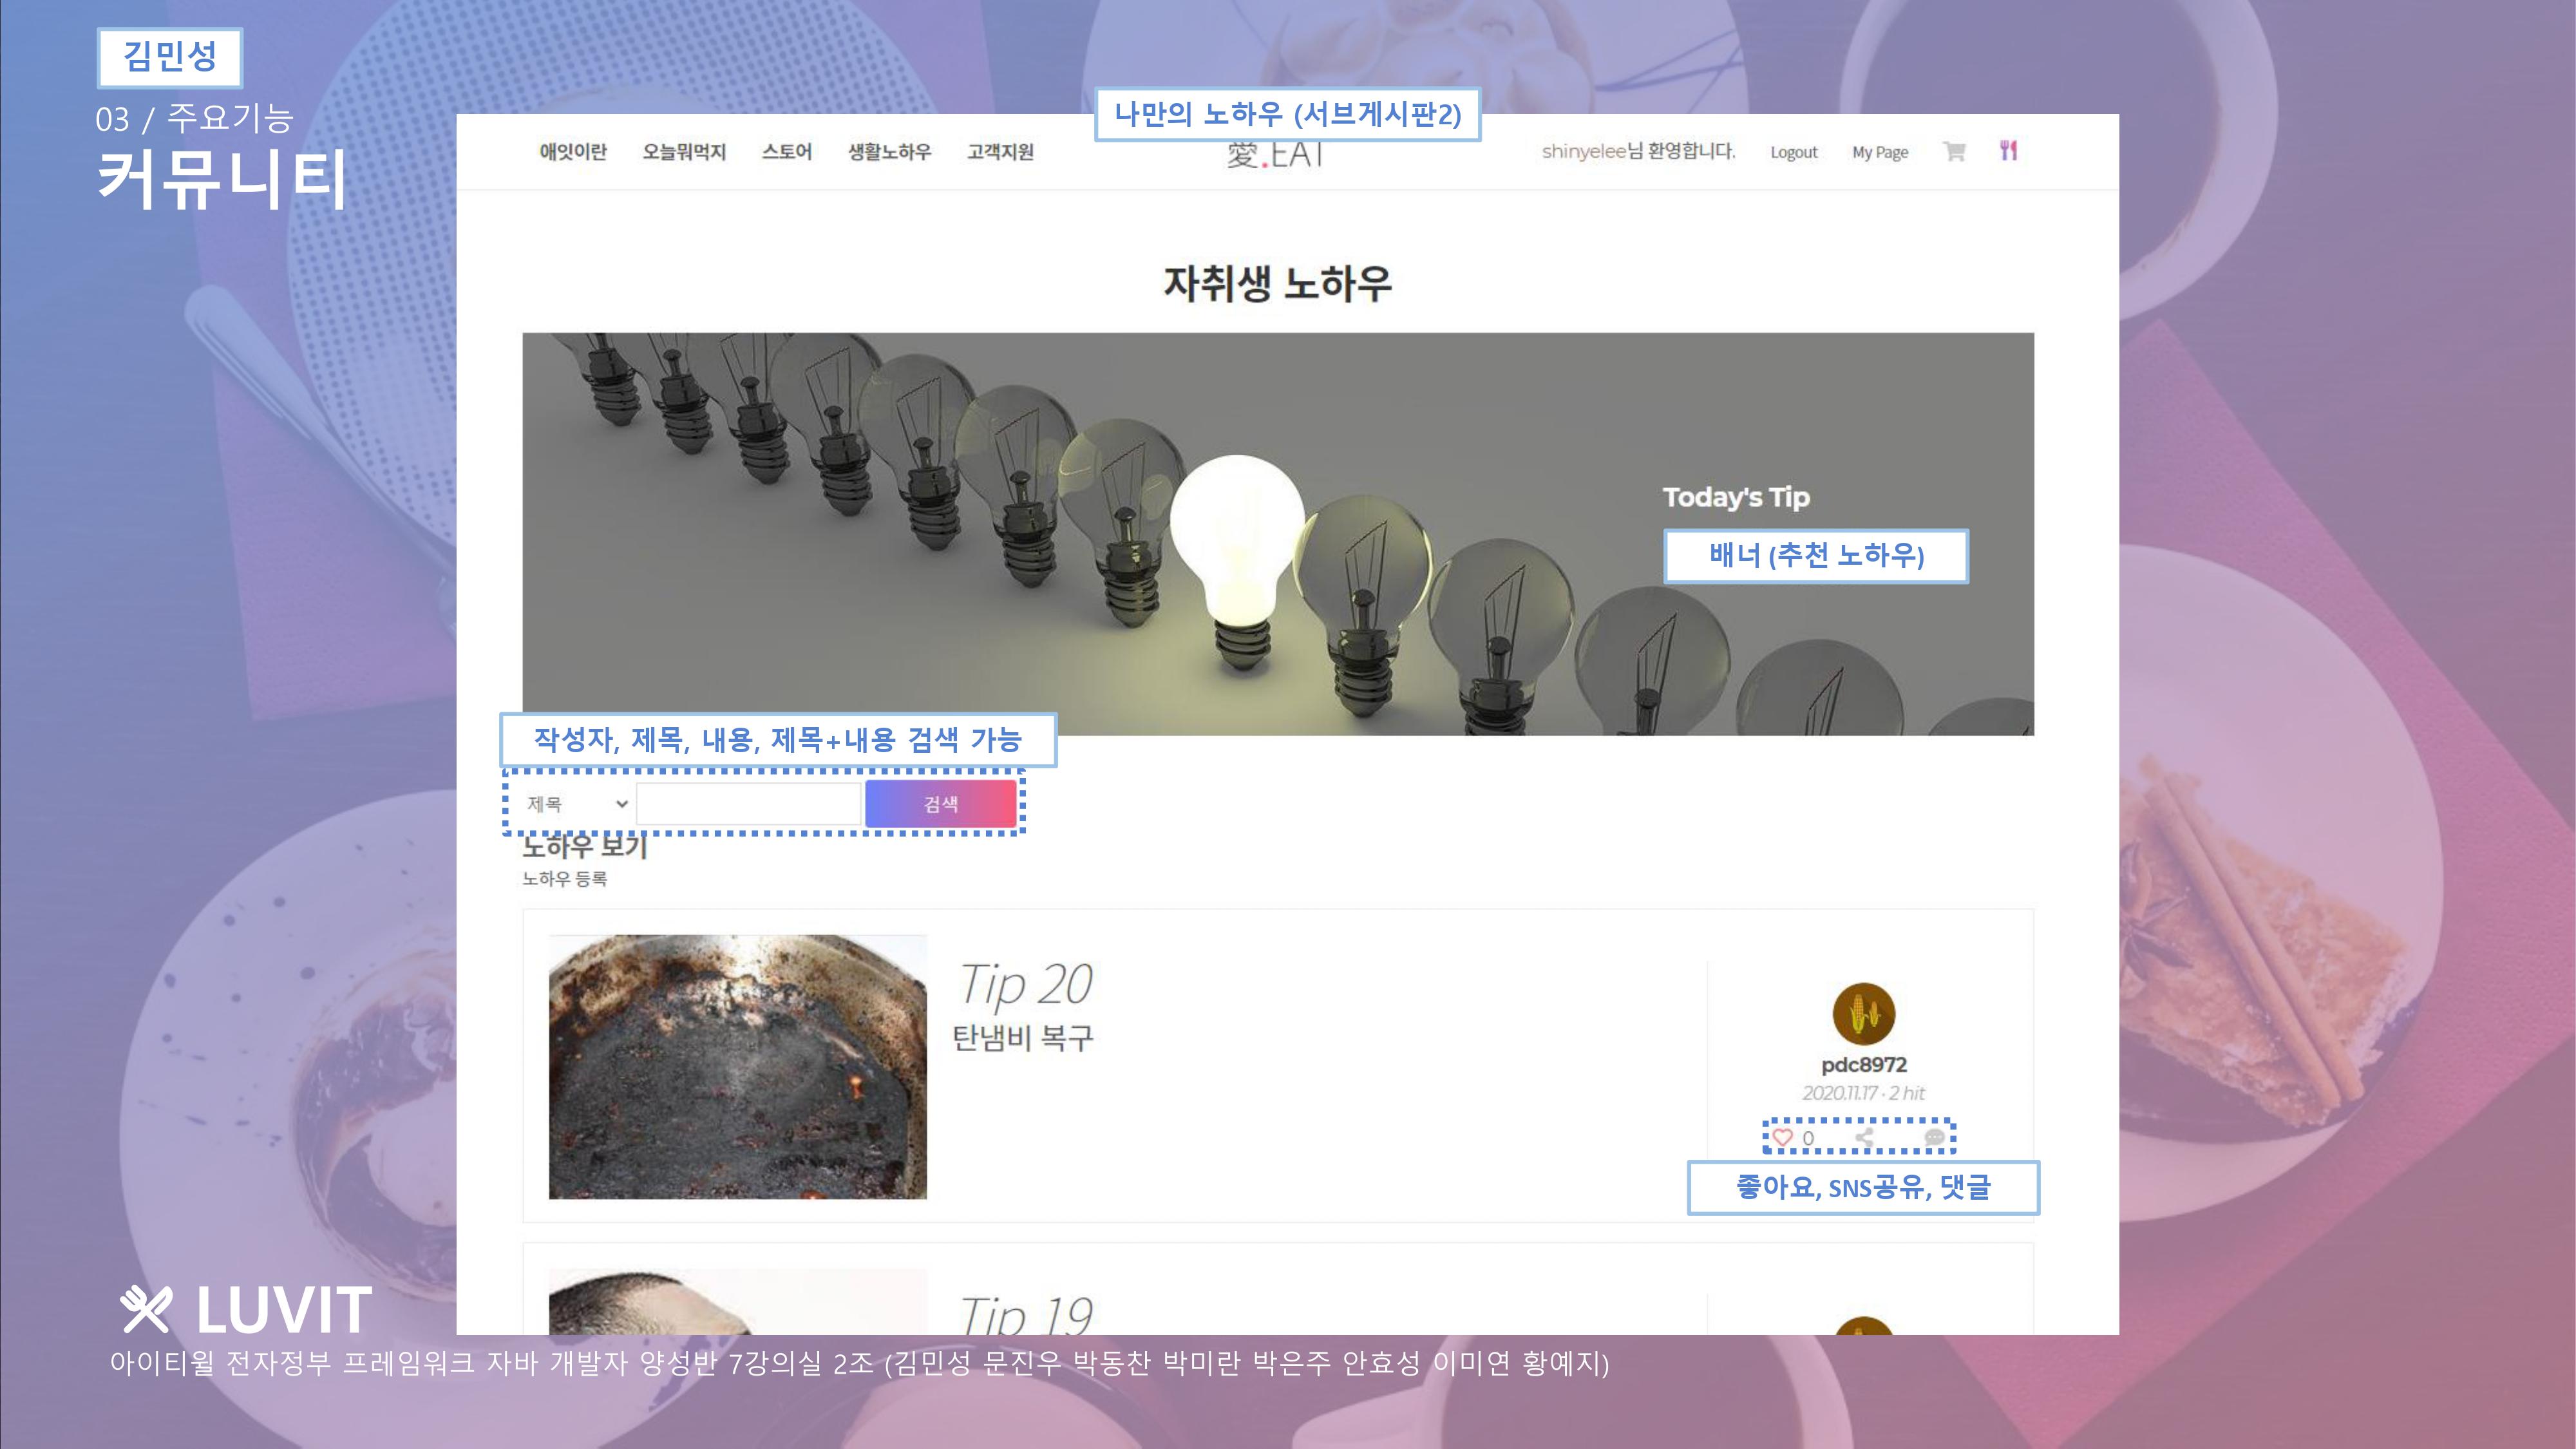 김민성
03 / 주요기능
커뮤니티
나만의 노하우 (서브게시판2)
애잇이란 오늘뭐먹지 스토어 생활노하우 고객지원
愛.EAT
shinyelee님 환영합니다. Logout My Page
자취생 노하우
Today's Tip
배너 (추천 노하우)
작성자, 제목, 내용, 제목+내용 검색 가능
제목 검색
노하우 보기
노하우 등록
Tip 20
탄냄비 복구
pdc8972
2020.11.17 · 2 hit
0
좋아요, SNS공유, 댓글
Tip 19
LUVIT
아이티윌 전자정부 프레임워크 자바 개발자 양성반 7강의실 2조 (김민성 문진우 박동찬 박미란 박은주 안효성 이미연 황예지)